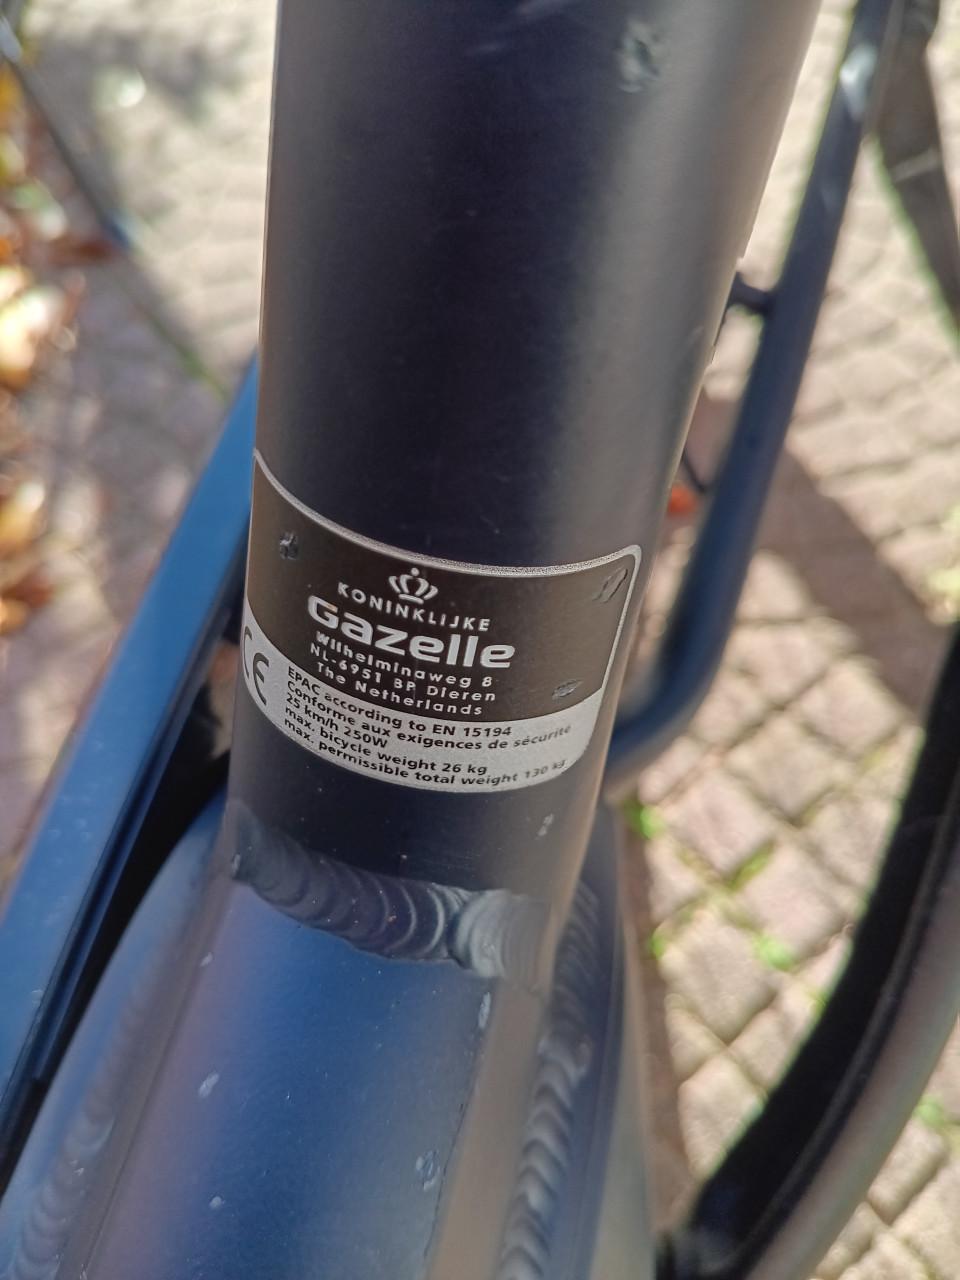 KONINKLIJKE
Gazelle
Wilhelminaweg 8
NL-6951 BP Dieren
The Netherlands
CE
EPAC according to EN 15194
Conforme aux exigences de sécurité
25 km/h 250W
max. bicycle weight 26 kg
max. permissible total weight 130 kg